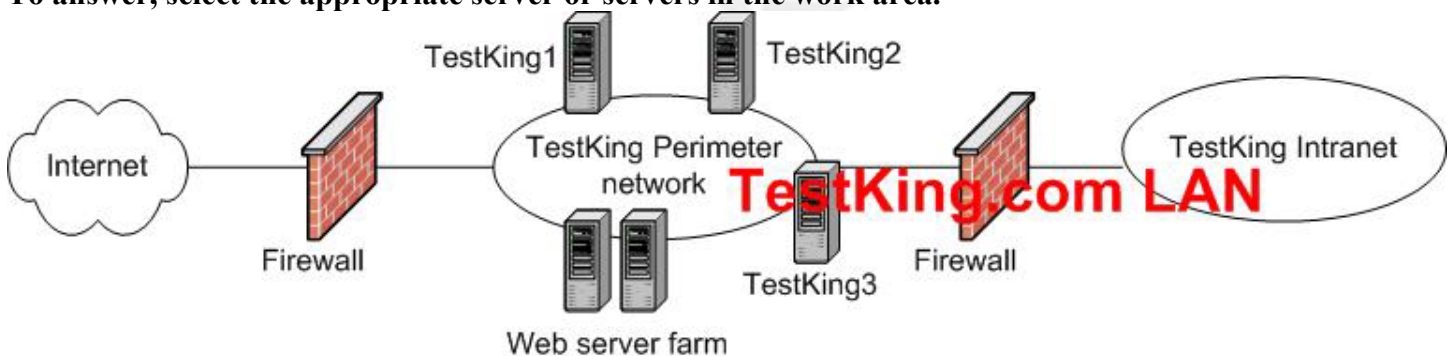 To answer, select the appropriate server or servers in the work area.
TestKing1
TestKing2
Internet
TestKing Perimeter
network
TestKing Intranet
TestKing.com LAN
Firewall
TestKing3
Firewall
Web server farm